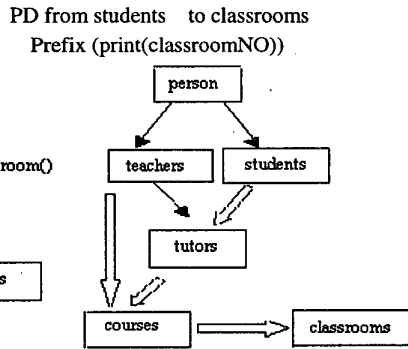 PD from students to classrooms
Prefix (print(classroomNO))
person
room()
teachers
students
tutors
s
courses
classrooms